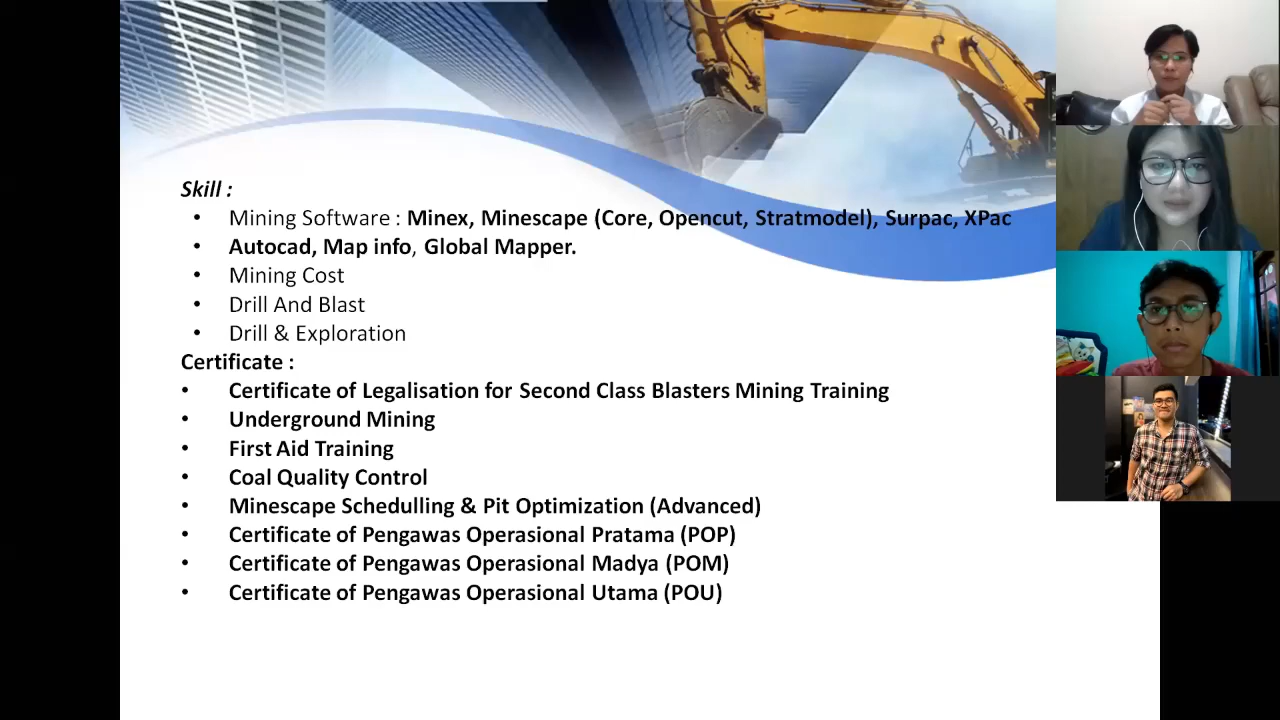 Skill :
• Mining Software : Minex, Minescape (Core, Opencut, Stratmodel), Surpac, XPac
• Autocad, Map info, Global Mapper.
• Mining Cost
• Drill And Blast
• Drill & Exploration
Certificate :
• Certificate of Legalisation for Second Class Blasters Mining Training
• Underground Mining
• First Aid Training
• Coal Quality Control
• Minescape Schedulling & Pit Optimization (Advanced)
• Certificate of Pengawas Operasional Pratama (POP)
• Certificate of Pengawas Operasional Madya (POM)
• Certificate of Pengawas Operasional Utama (POU)